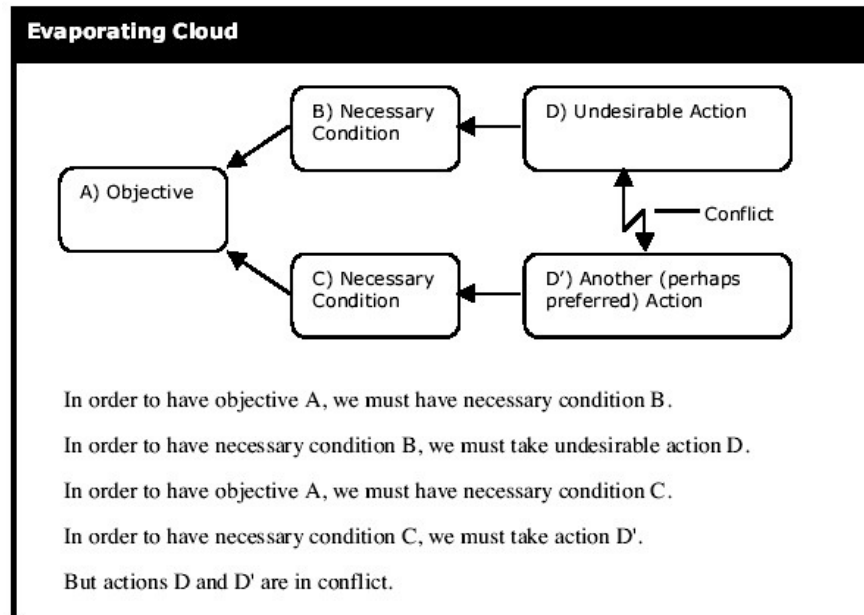 Evaporating Cloud
B) Necessary
Condition
D) Undesirable Action
A) Objective
Conflict
C) Necessary
Condition
D’) Another (perhaps
preferred) Action
In order to have objective A, we must have necessary condition B.
In order to have necessary condition B, we must take undesirable action D.
In order to have objective A, we must have necessary condition C.
In order to have necessary condition C, we must take action D'.
But actions D and D' are in conflict.